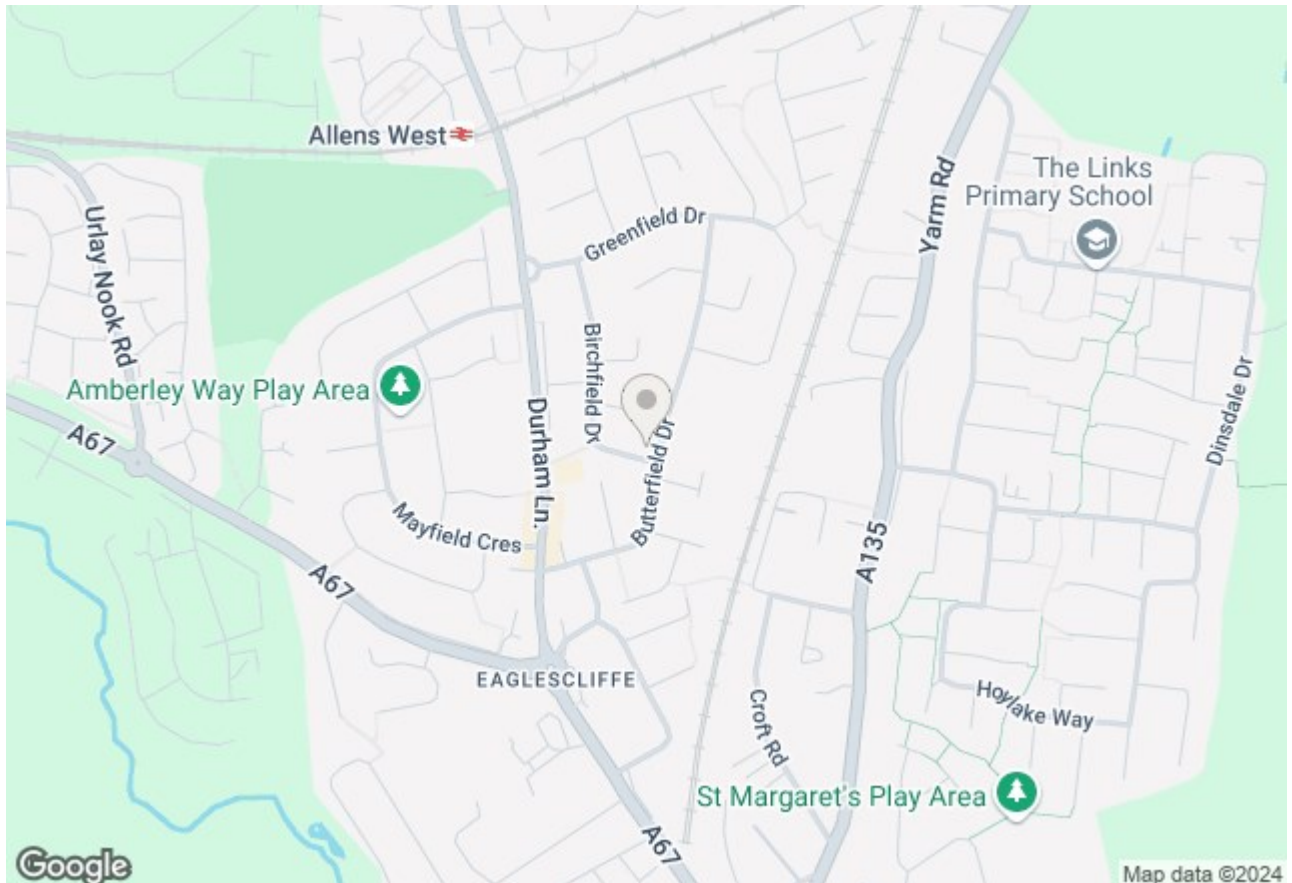 Allens West
The Links
Primary School
Yarm Rd
Greenfield Dr
Urlay Nook Rd
Birchfield Dr
Amberley Way Play Area
Durham Ln.
Butterfield Dr
Dinsdale Dr
A67
Mayfield Cres
A135
A67
EAGLESCLIFFE
Croft Rd
Hoylake Way
St Margaret's Play Area
A67
Google
Map data ©2024